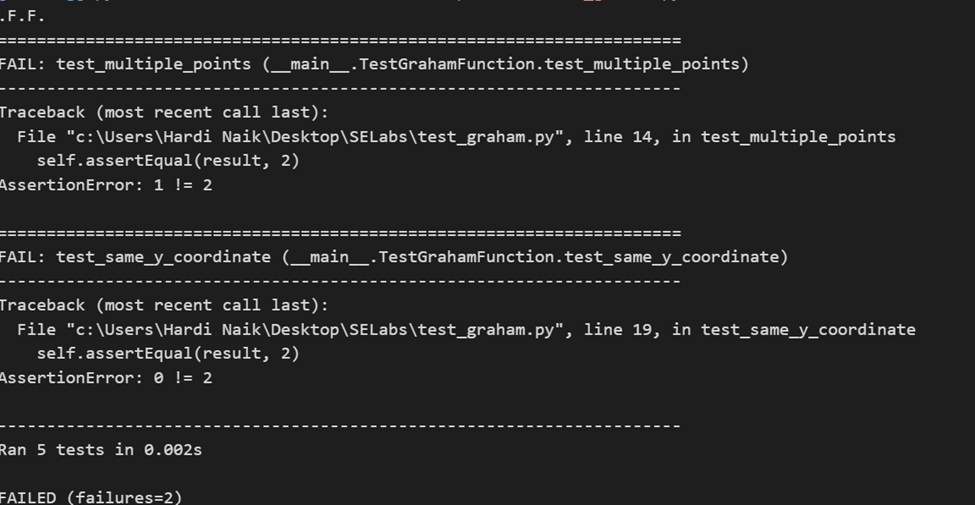 .F.F.
======================================================================
FAIL: test_multiple_points (__main__.TestGrahamFunction.test_multiple_points)
----------------------------------------------------------------------
Traceback (most recent call last):
  File "c:\Users\Hardi Naik\Desktop\SELabs\test_graham.py", line 14, in test_multiple_points
    self.assertEqual(result, 2)
AssertionError: 1 != 2
======================================================================
FAIL: test_same_y_coordinate (__main__.TestGrahamFunction.test_same_y_coordinate)
----------------------------------------------------------------------
Traceback (most recent call last):
  File "c:\Users\Hardi Naik\Desktop\SELabs\test_graham.py", line 19, in test_same_y_coordinate
    self.assertEqual(result, 2)
AssertionError: 0 != 2
----------------------------------------------------------------------
Ran 5 tests in 0.002s
FAILED (failures=2)